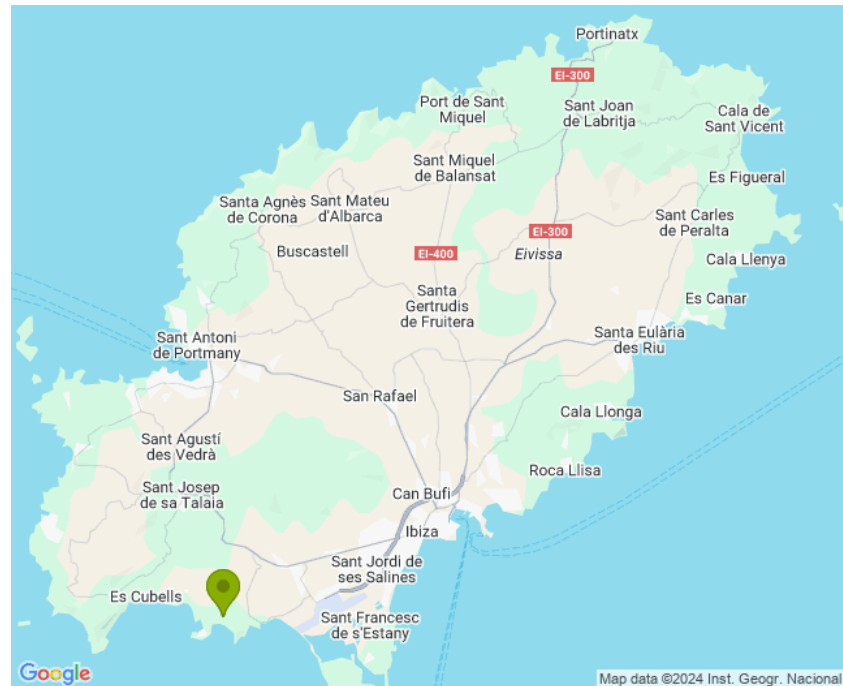 Portinatx
EI-300
Port de Sant
Miquel
Sant Joan
de Labritja
Cala de
Sant Vicent
Sant Miquel
de Balansat
Es Figueral
Santa Agnès
de Corona
Sant Mateu
d'Albarca
Sant Carles
de Peralta
EI-300
Buscastell
EI-400
Eivissa
Cala Llenya
Santa
Gertrudis
de Fruitera
Es Canar
Sant Antoni
de Portmany
Santa Eulària
des Riu
San Rafael
Cala Llonga
Sant Agustí
des Vedrà
Roca Llisa
Sant Josep
de sa Talaia
Can Bufi
Ibiza
Sant Jordi de
ses Salines
Es Cubells
Sant Francesc
de s'Estany
Google
Map data ©2024 Inst. Geogr. Nacional